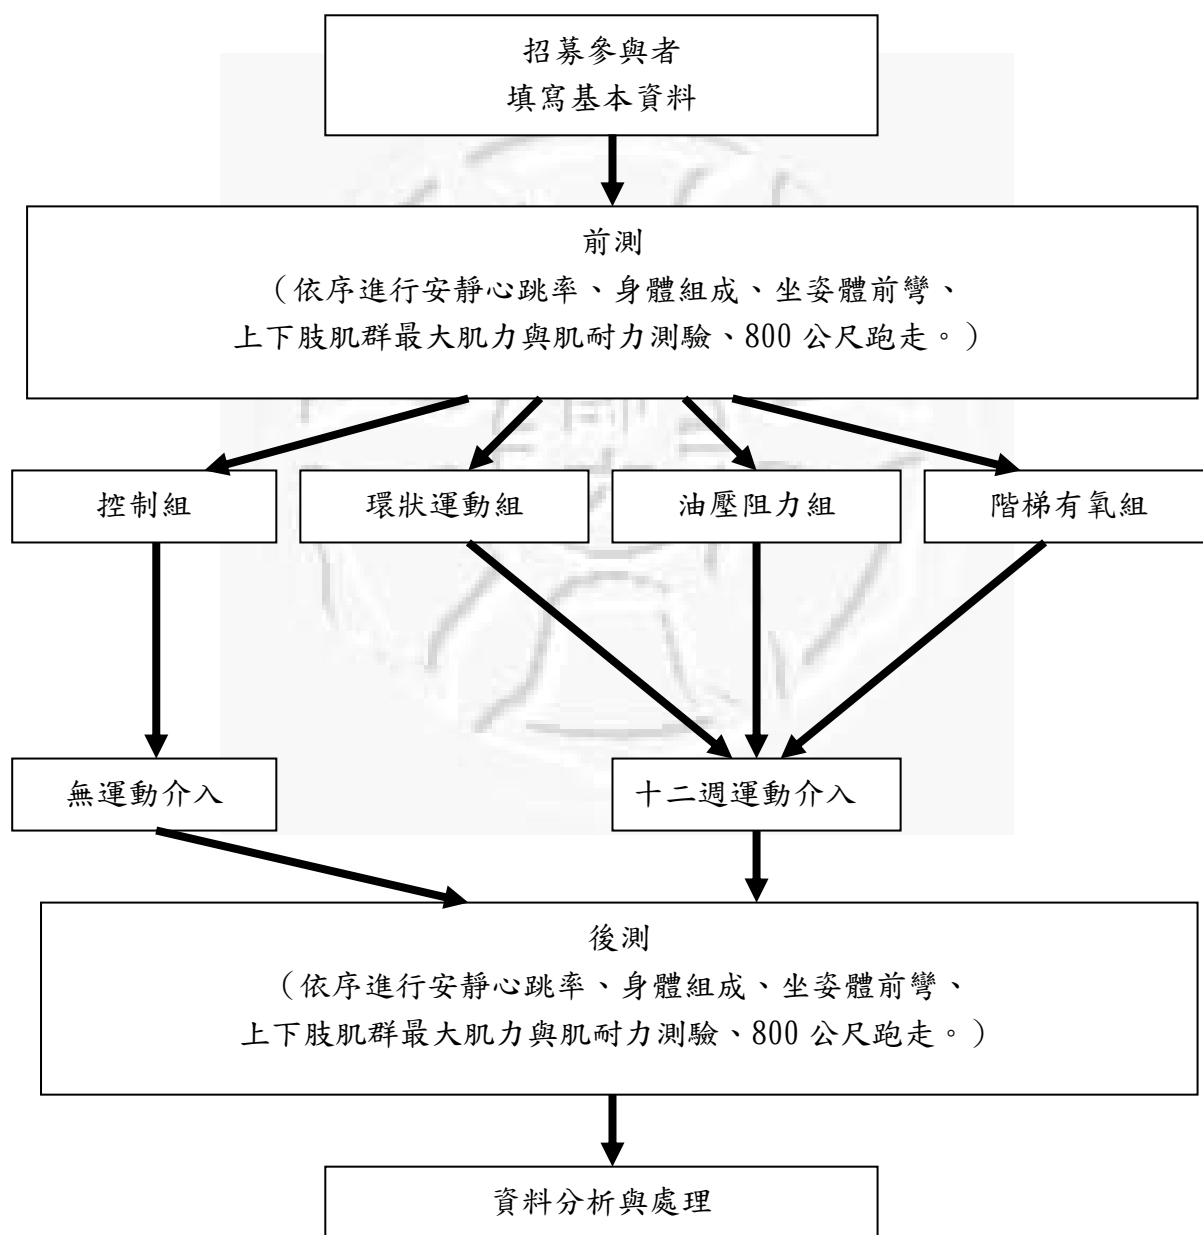 招募參與者
填寫基本資料
前測
（依序進行安靜心跳率、身體組成、坐姿體前彎、
上下肢肌群最大肌力與肌耐力測驗、800 公尺跑走。）
控制組
環狀運動組
油壓阻力組
階梯有氧組
無運動介入
十二週運動介入
後測
（依序進行安靜心跳率、身體組成、坐姿體前彎、
上下肢肌群最大肌力與肌耐力測驗、800 公尺跑走。）
資料分析與處理